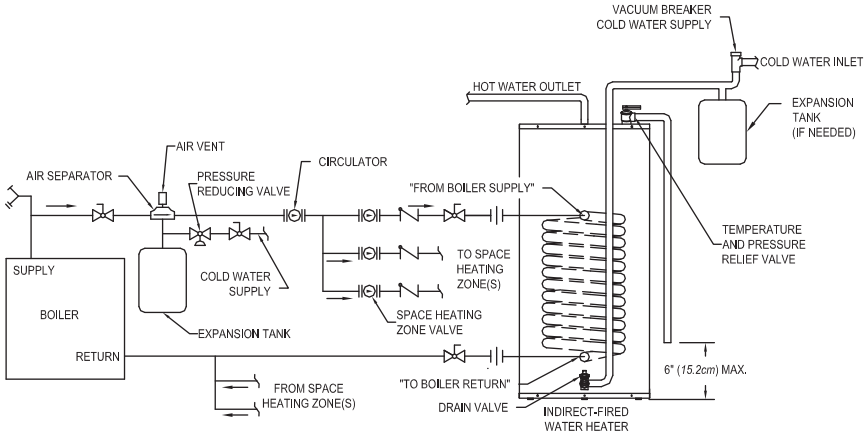 VACUUM BREAKER
COLD WATER SUPPLY
COLD WATER INLET
HOT WATER OUTLET
EXPANSION
TANK
(IF NEEDED)
AIR VENT
CIRCULATOR
AIR SEPARATOR
PRESSURE
REDUCING VALVE
"FROM BOILER SUPPLY"
TEMPERATURE
AND PRESSURE
RELIEF VALVE
SUPPLY
COLD WATER
SUPPLY
TO SPACE
HEATING
ZONE(S)
BOILER
EXPANSION TANK
SPACE HEATING
ZONE VALVE
RETURN
6" (15.2cm) MAX.
"TO BOILER RETURN"
FROM SPACE
HEATING ZONE(S)
DRAIN VALVE
INDIRECT-FIRED
WATER HEATER